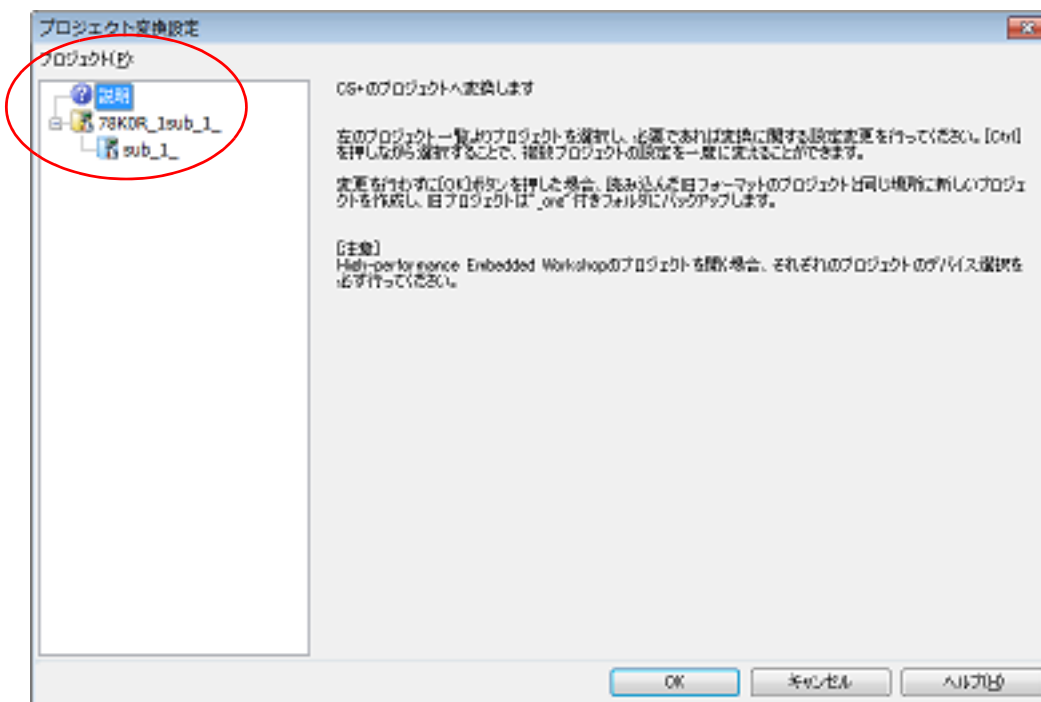 プロジェクト変換設定
プロジェクト(P):
説明
78K0R_1sub_1_
sub_1_
CS+のプロジェクトへ変換します
左のプロジェクト一覧よりプロジェクトを選択し、必要であれば変換に関する設定変更を行ってください。[Ctrl]
を押しながら選択することで、複数プロジェクトの設定を一度に変えることができます。
変更を行わずに[OK]ボタンを押した場合、読み込んだ旧フォーマットのプロジェクトと同じ場所に新しいプロジェ
クトを作成し、旧プロジェクトは"_org"付きフォルダにバックアップします。
[注意]
High-performance Embedded Workshopのプロジェクトを開く場合、それぞれのプロジェクトのデバイス選択を
必ず行ってください。
OK
キャンセル
ヘルプ(H)